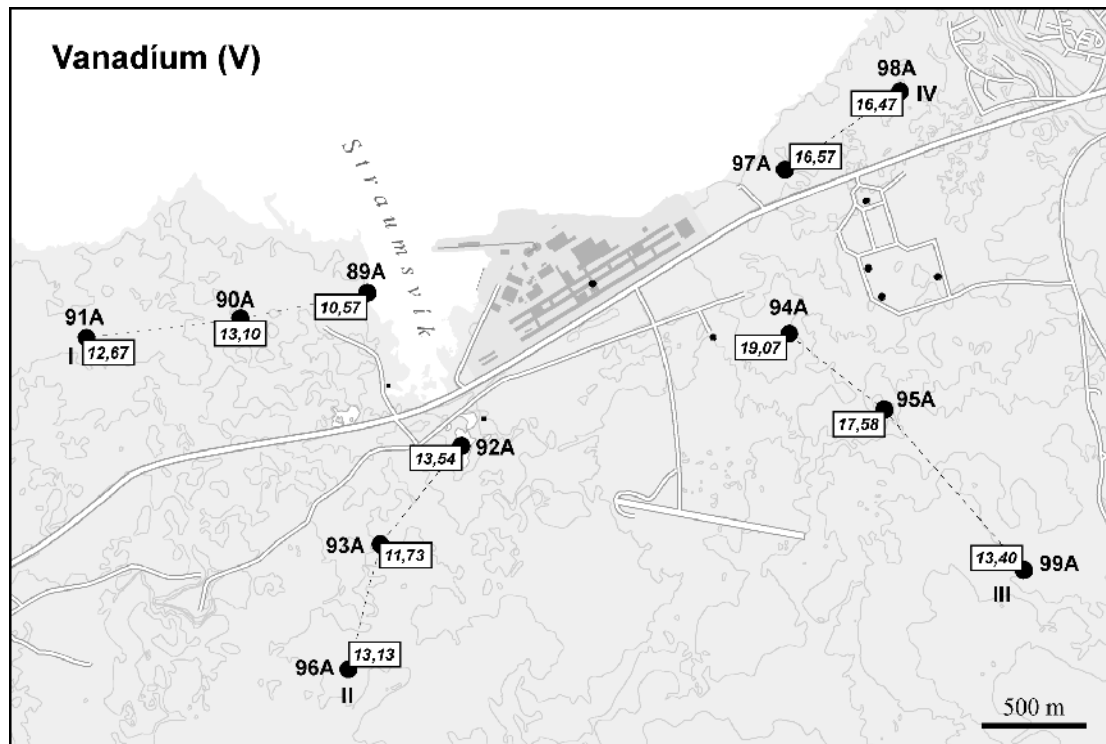 Vanadíum (V)
98A
IV
16,47
97A
16,57
Straumsvík
89A
10,57
90A
13,10
91A
I
12,67
94A
19,07
95A
17,58
92A
13,54
93A
11,73
13,40
99A
III
96A
13,13
II
500 m